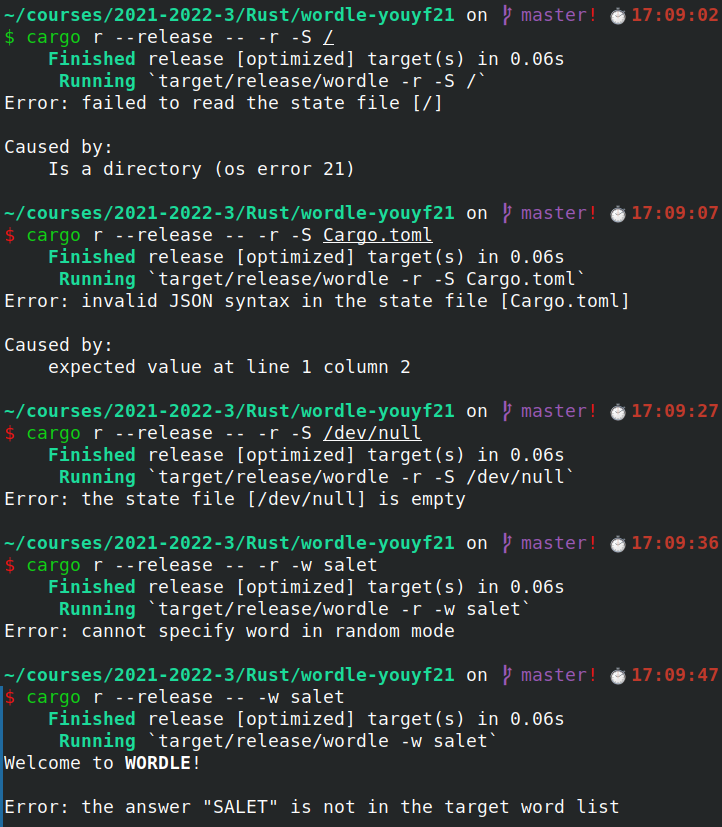 ~/courses/2021-2022-3/Rust/wordle-youyf21 on master! ⏱17:09:02
$ cargo r --release -- -r -S /
    Finished release [optimized] target(s) in 0.06s
     Running `target/release/wordle -r -S /`
Error: failed to read the state file [/]

Caused by:
    Is a directory (os error 21)

~/courses/2021-2022-3/Rust/wordle-youyf21 on master! ⏱17:09:07
$ cargo r --release -- -r -S Cargo.toml
    Finished release [optimized] target(s) in 0.06s
     Running `target/release/wordle -r -S Cargo.toml`
Error: invalid JSON syntax in the state file [Cargo.toml]

Caused by:
    expected value at line 1 column 2

~/courses/2021-2022-3/Rust/wordle-youyf21 on master! ⏱17:09:27
$ cargo r --release -- -r -S /dev/null
    Finished release [optimized] target(s) in 0.06s
     Running `target/release/wordle -r -S /dev/null`
Error: the state file [/dev/null] is empty

~/courses/2021-2022-3/Rust/wordle-youyf21 on master! ⏱17:09:36
$ cargo r --release -- -r -w salet
    Finished release [optimized] target(s) in 0.06s
     Running `target/release/wordle -r -w salet`
Error: cannot specify word in random mode

~/courses/2021-2022-3/Rust/wordle-youyf21 on master! ⏱17:09:47
$ cargo r --release -- -w salet
    Finished release [optimized] target(s) in 0.06s
     Running `target/release/wordle -w salet`
Welcome to WORDLE!

Error: the answer "SALET" is not in the target word list